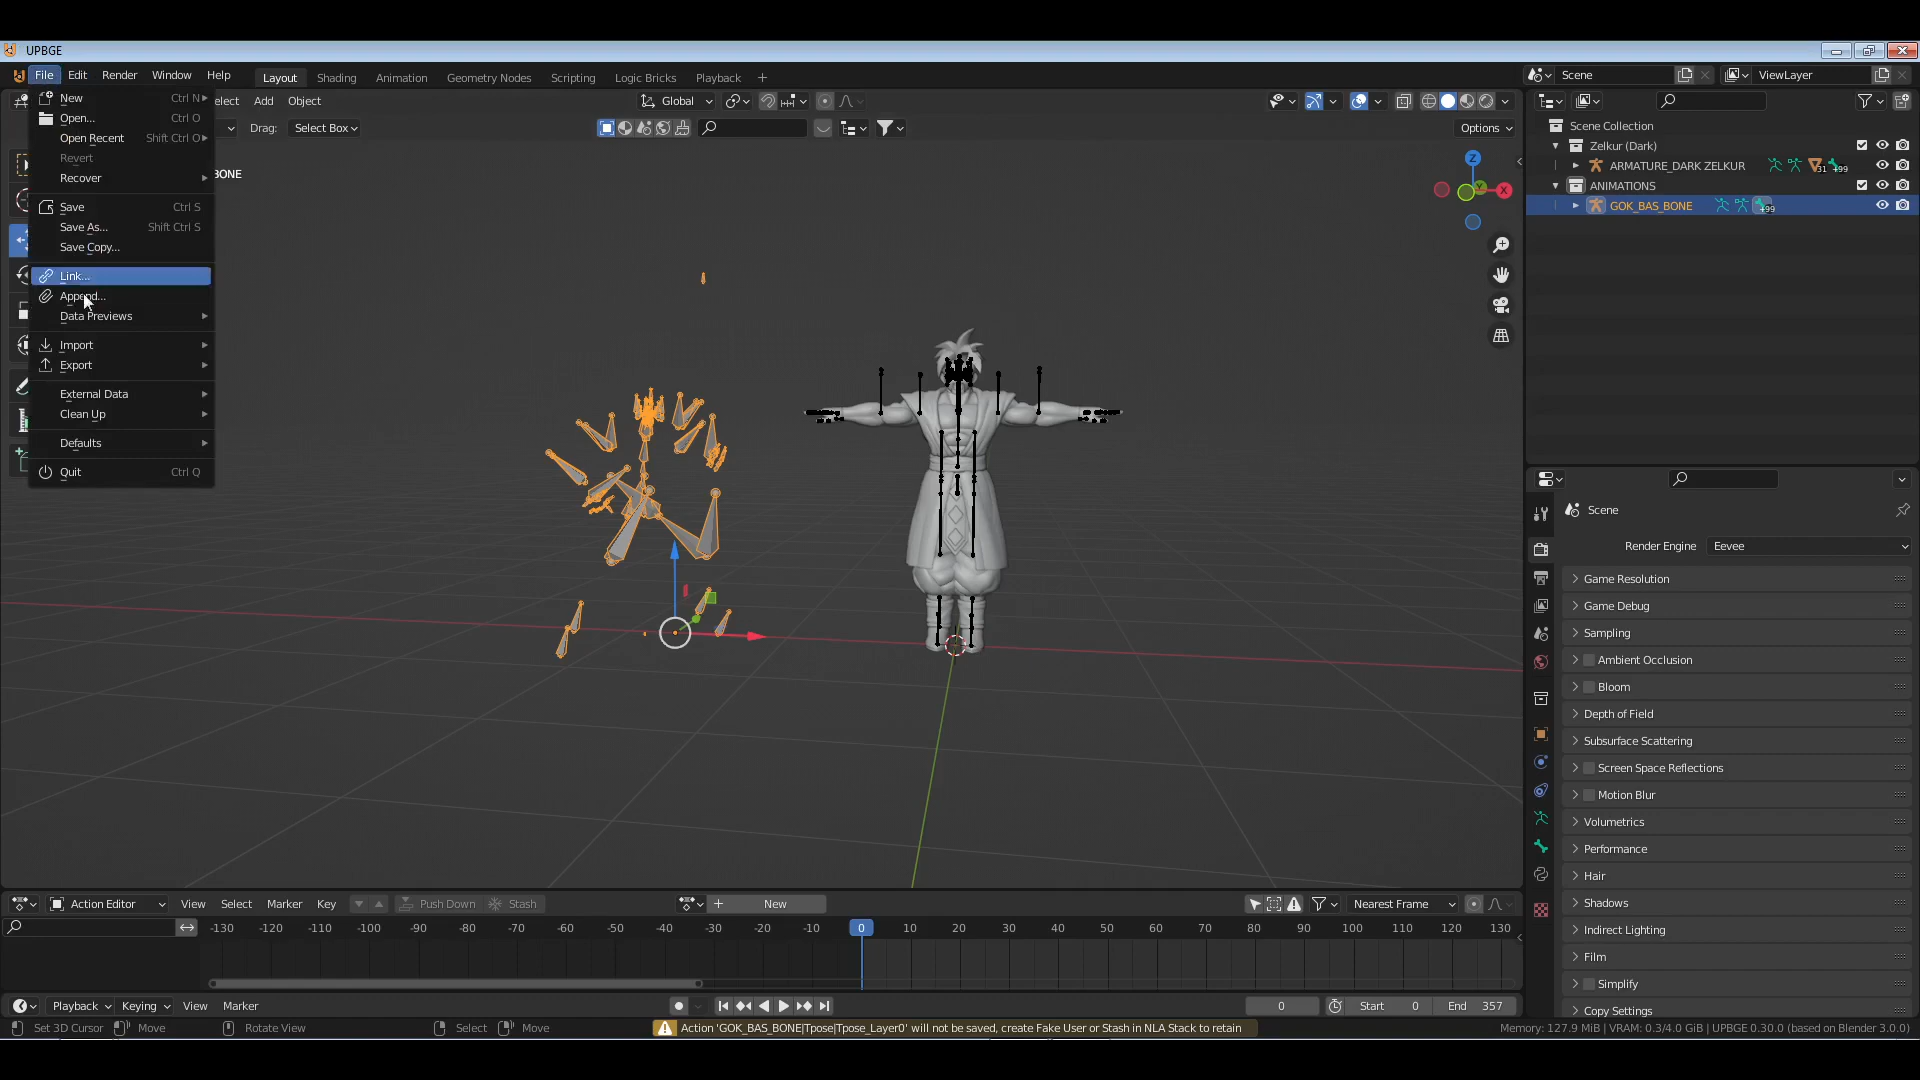 UPBGE
File Edit Render Window Help Layout Shading Animation Geometry Nodes Scripting Logic Bricks Playback + Scene ViewLayer
New Ctrl N
Open... Ctrl O
Open Recent Shift Ctrl O
Revert
Recover
Save Ctrl S
Save As... Shift Ctrl S
Save Copy...
Link...
Append...
Data Previews
Import
Export
External Data
Clean Up
Defaults
Quit Ctrl Q
elect Add Object Global
Drag: Select Box Options
BONE
Z
X
Scene Collection
Zelkur (Dark)
ARMATURE_DARK ZELKUR 31 +99
ANIMATIONS
GOK_BAS_BONE +99
Scene
Render Engine Eevee
Game Resolution
Game Debug
Sampling
Ambient Occlusion
Bloom
Depth of Field
Subsurface Scattering
Screen Space Reflections
Motion Blur
Volumetrics
Performance
Hair
Shadows
Indirect Lighting
Film
Simplify
Copy Settings
Action Editor View Select Marker Key Push Down Stash New Nearest Frame
-130 -120 -110 -100 -90 -80 -70 -60 -50 -40 -30 -20 -10 0 10 20 30 40 50 60 70 80 90 100 110 120 130
Playback Keying View Marker 0 Start 0 End 357
Set 3D Cursor Move Rotate View Select Move Action 'GOK_BAS_BONE|Tpose|Tpose_Layer0' will not be saved, create Fake User or Stash in NLA Stack to retain Memory: 127.9 MiB | VRAM: 0.3/4.0 GiB | UPBGE 0.30.0 (based on Blender 3.0.0)